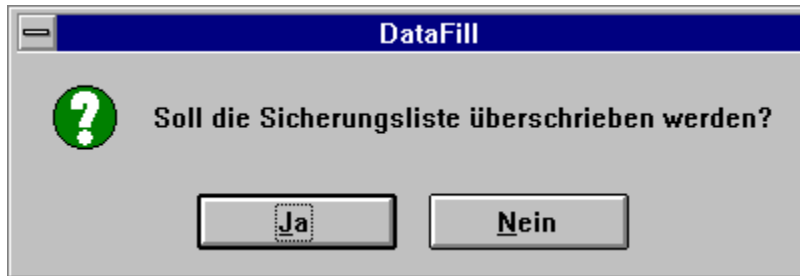 DataFill
Soll die Sicherungsliste überschrieben werden?
Ja
Nein